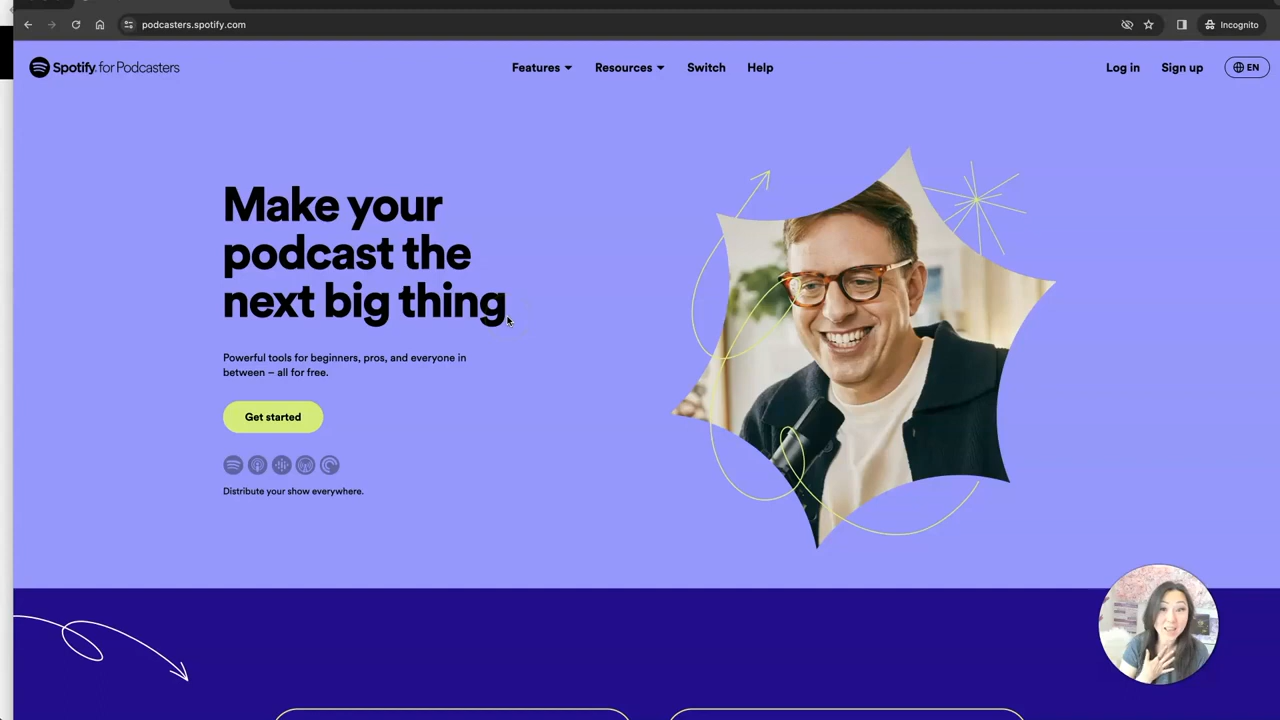 podcasters.spotify.com
Incognito
Spotify for Podcasters
Features
Resources
Switch
Help
Log in
Sign up
EN
Make your
podcast the
next big thing
Powerful tools for beginners, pros, and everyone in
between – all for free.
Get started
Distribute your show everywhere.